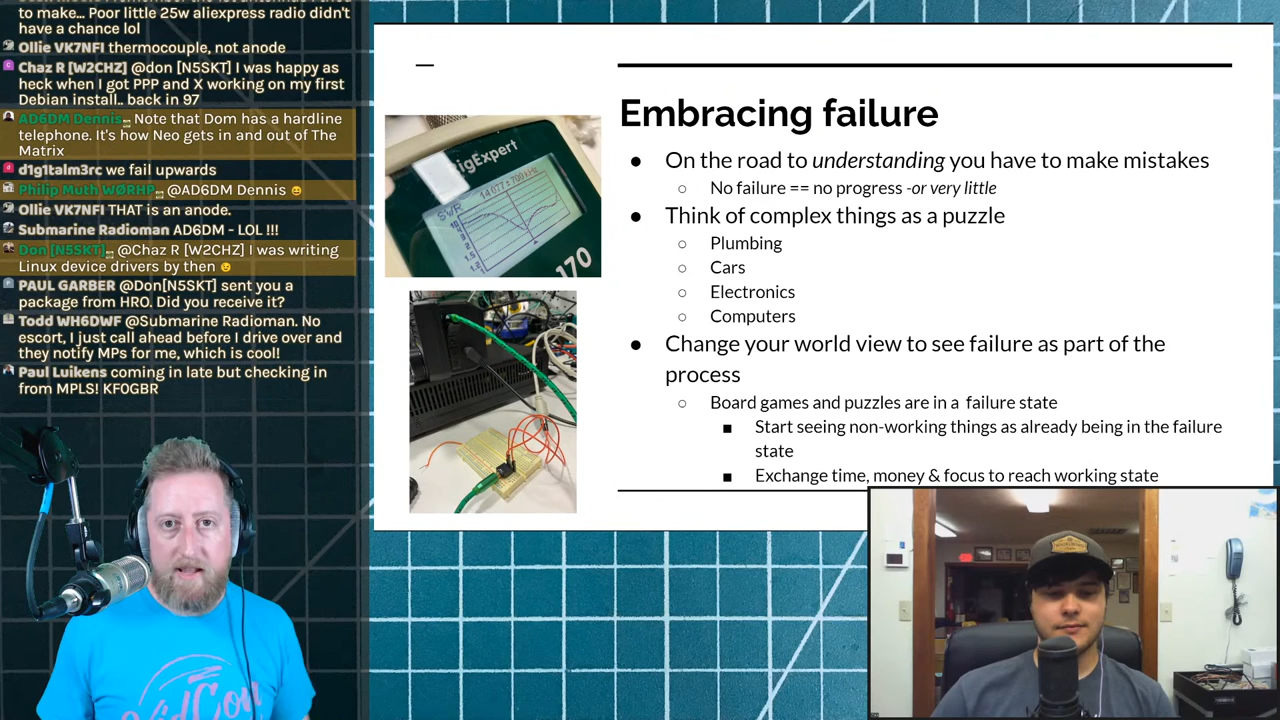 to make... Poor little 25w aliexpress radio didn't
have a chance lol
Ollie VK7NFI thermocouple, not anode
Chaz R [W2CHZ] @don [N5SKT] I was happy as
heck when I got PPP and X working on my first
Debian install.. back in 97
AD6DM Dennis Note that Dom has a hardline
telephone. It's how Neo gets in and out of The
Matrix
d1g1talm3rc we fail upwards
Philip Muth WØRHP @AD6DM Dennis 😄
Ollie VK7NFI THAT is an anode.
Submarine Radioman AD6DM - LOL !!!
Don [N5SKT] @Chaz R [W2CHZ] I was writing
Linux device drivers by then 😉
PAUL GARBER @Don[N5SKT] sent you a
package from HRO. Did you receive it?
Todd WH6DWF @Submarine Radioman. No
escort, I just call ahead before I drive over and
they notify MPs for me, which is cool!
Paul Luikens coming in late but checking in
from MPLS! KF0GBR
Embracing failure
● On the road to understanding you have to make mistakes
○ No failure == no progress -or very little
● Think of complex things as a puzzle
○ Plumbing
○ Cars
○ Electronics
○ Computers
● Change your world view to see failure as part of the
process
○ Board games and puzzles are in a failure state
■ Start seeing non-working things as already being in the failure
state
■ Exchange time, money & focus to reach working state
igExpert
SWR
170